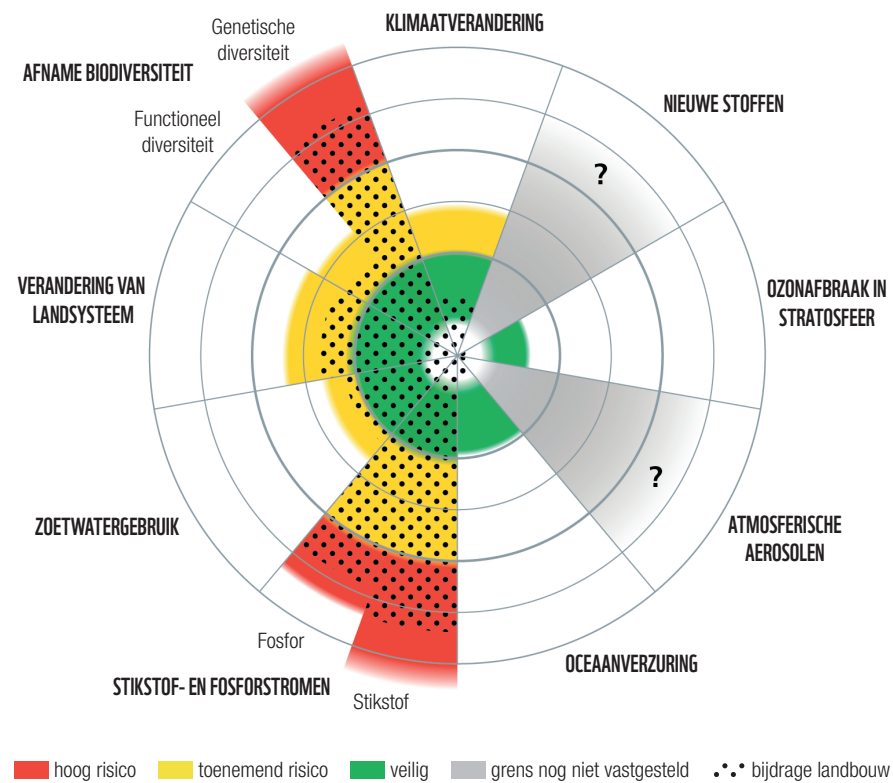 Genetische
diversiteit
KLIMAATVERANDERING
AFNAME BIODIVERSITEIT
NIEUWE STOFFEN
Functioneel
diversiteit
?
VERANDERING VAN
LANDSYSTEEM
OZONAFBRAAK IN
STRATOSFEER
?
ZOETWATERGEBRUIK
ATMOSFERISCHE
AEROSOLEN
Fosfor
OCEAANVERZURING
STIKSTOF- EN FOSFORSTROMEN
Stikstof
hoog risico
toenemend risico
veilig
grens nog niet vastgesteld
bijdrage landbouw